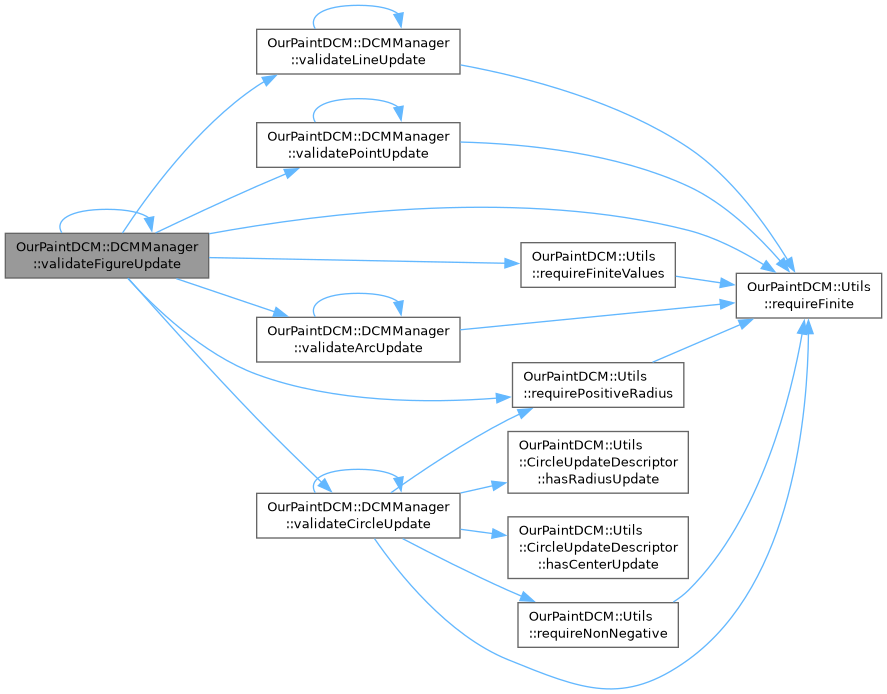 OurPaintDCM::DCMManager
::validateFigureUpdate
OurPaintDCM::DCMManager
::validateLineUpdate
OurPaintDCM::DCMManager
::validatePointUpdate
OurPaintDCM::Utils
::requireFiniteValues
OurPaintDCM::Utils
::requireFinite
OurPaintDCM::DCMManager
::validateArcUpdate
OurPaintDCM::Utils
::requirePositiveRadius
OurPaintDCM::Utils
::CircleUpdateDescriptor
::hasRadiusUpdate
OurPaintDCM::DCMManager
::validateCircleUpdate
OurPaintDCM::Utils
::CircleUpdateDescriptor
::hasCenterUpdate
OurPaintDCM::Utils
::requireNonNegative